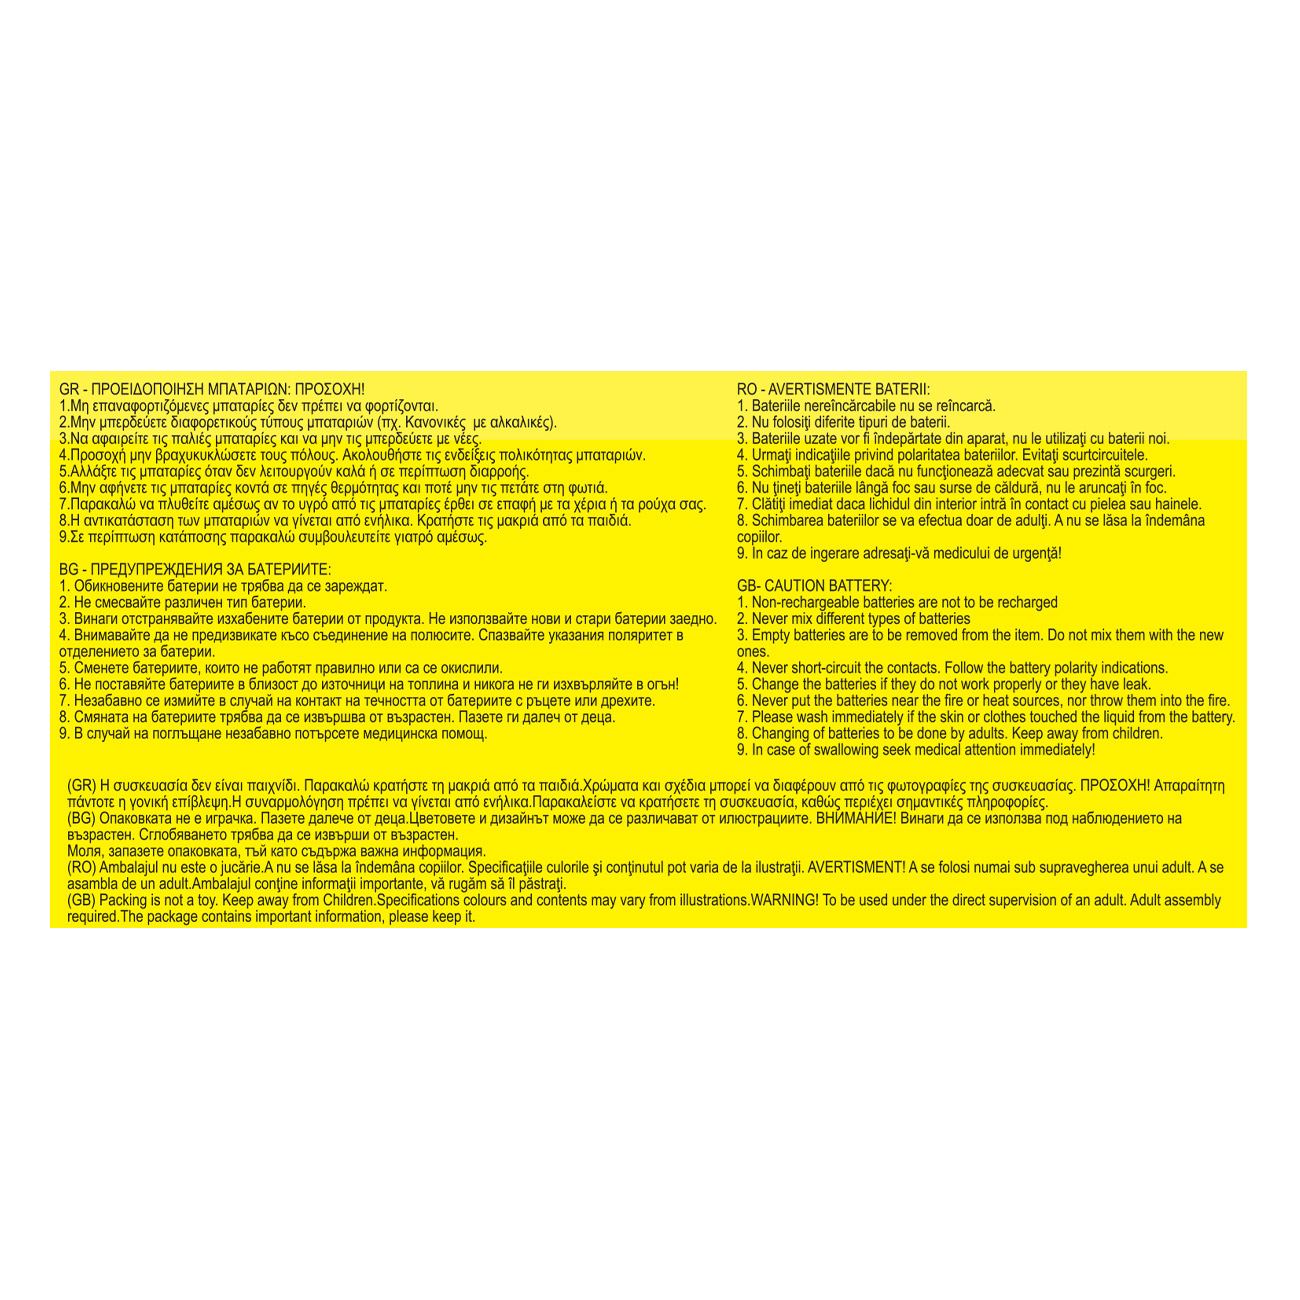 GR - ΠΡΟΕΙΔΟΠΟΙΗΣΗ ΜΠΑΤΑΡΙΩΝ: ΠΡΟΣΟΧΗ!
1.Μη επαναφορτιζόμενες μπαταρίες δεν πρέπει να φορτίζονται.
2.Μην μπερδεύετε διαφορετικούς τύπους μπαταριών (πχ. Κανονικές  με αλκαλικές).
3.Να αφαιρείτε τις παλιές μπαταρίες και να μην τις μπερδεύετε με νέες.
4.Προσοχή μην βραχυκυκλώσετε τους πόλους. Ακολουθήστε τις ενδείξεις πολικότητας μπαταριών.
5.Αλλάξτε τις μπαταρίες όταν δεν λειτουργούν καλά ή σε περίπτωση διαρροής.
6.Μην αφήνετε τις μπαταρίες κοντά σε πηγές θερμότητας και ποτέ μην τις πετάτε στη φωτιά.
7.Παρακαλώ να πλυθείτε αμέσως αν το υγρό από τις μπαταρίες έρθει σε επαφή με τα χέρια ή τα ρούχα σας.
8.Η αντικατάσταση των μπαταριών να γίνεται από ενήλικα. Κρατήστε τις μακριά από τα παιδιά.
9.Σε περίπτωση κατάποσης παρακαλώ συμβουλευτείτε γιατρό αμέσως.
BG - ПРЕДУПРЕЖДЕНИЯ ЗА БАТЕРИИТЕ:
1. Обикновените батерии не трябва да се зареждат.
2. Не смесвайте различен тип батерии.
3. Винаги отстранявайте изхабените батерии от продукта. Не използвайте нови и стари батерии заедно.
4. Внимавайте да не предизвикате късо съединение на полюсите. Спазвайте указания поляритет в
отделението за батерии.
5. Сменете батериите, които не работят правилно или са се окислили.
6. Не поставяйте батериите в близост до източници на топлина и никога не ги изхвърляйте в огън!
7. Незабавно се измийте в случай на контакт на течността от батериите с ръцете или дрехите.
8. Смяната на батериите трябва да се извършва от възрастен. Пазете ги далеч от деца.
9. В случай на поглъщане незабавно потърсете медицинска помощ.
RO - AVERTISMENTE BATERII:
1. Bateriile nereîncărcabile nu se reîncarcă.
2. Nu folosiţi diferite tipuri de baterii.
3. Bateriile uzate vor fi îndepărtate din aparat, nu le utilizaţi cu baterii noi.
4. Urmaţi indicaţiile privind polaritatea bateriilor. Evitaţi scurtcircuitele.
5. Schimbaţi bateriile dacă nu funcţionează adecvat sau prezintă scurgeri.
6. Nu ţineţi bateriile lângă foc sau surse de căldură, nu le aruncaţi în foc.
7. Clătiţi imediat daca lichidul din interior intră în contact cu pielea sau hainele.
8. Schimbarea bateriilor se va efectua doar de adulţi. A nu se lăsa la îndemâna
copiilor.
9. In caz de ingerare adresaţi-vă medicului de urgenţă!
GB- CAUTION BATTERY:
1. Non-rechargeable batteries are not to be recharged
2. Never mix different types of batteries
3. Empty batteries are to be removed from the item. Do not mix them with the new
ones.
4. Never short-circuit the contacts. Follow the battery polarity indications.
5. Change the batteries if they do not work properly or they have leak.
6. Never put the batteries near the fire or heat sources, nor throw them into the fire.
7. Please wash immediately if the skin or clothes touched the liquid from the battery.
8. Changing of batteries to be done by adults. Keep away from children.
9. In case of swallowing seek medical attention immediately!
(GR) Η συσκευασία δεν είναι παιχνίδι. Παρακαλώ κρατήστε τη μακριά από τα παιδιά.Χρώματα και σχέδια μπορεί να διαφέρουν από τις φωτογραφίες της συσκευασίας. ΠΡΟΣΟΧΗ! Απαραίτητη
πάντοτε η γονική επίβλεψη.Η συναρμολόγηση πρέπει να γίνεται από ενήλικα.Παρακαλείστε να κρατήσετε τη συσκευασία, καθώς περιέχει σημαντικές πληροφορίες.
(BG) Опаковката не е играчка. Пазете далече от деца.Цветовете и дизайнът може да се различават от илюстрациите. ВНИМАНИЕ! Винаги да се използва под наблюдението на
възрастен. Сглобяването трябва да се извърши от възрастен.
Моля, запазете опаковката, тъй като съдържа важна информация.
(RO) Ambalajul nu este o jucărie.A nu se lăsa la îndemâna copiilor. Specificaţiile culorile şi conţinutul pot varia de la ilustraţii. AVERTISMENT! A se folosi numai sub supravegherea unui adult. A se
asambla de un adult.Ambalajul conţine informaţii importante, vă rugăm să îl păstraţi.
(GB) Packing is not a toy. Keep away from Children.Specifications colours and contents may vary from illustrations.WARNING! To be used under the direct supervision of an adult. Adult assembly
required.The package contains important information, please keep it.